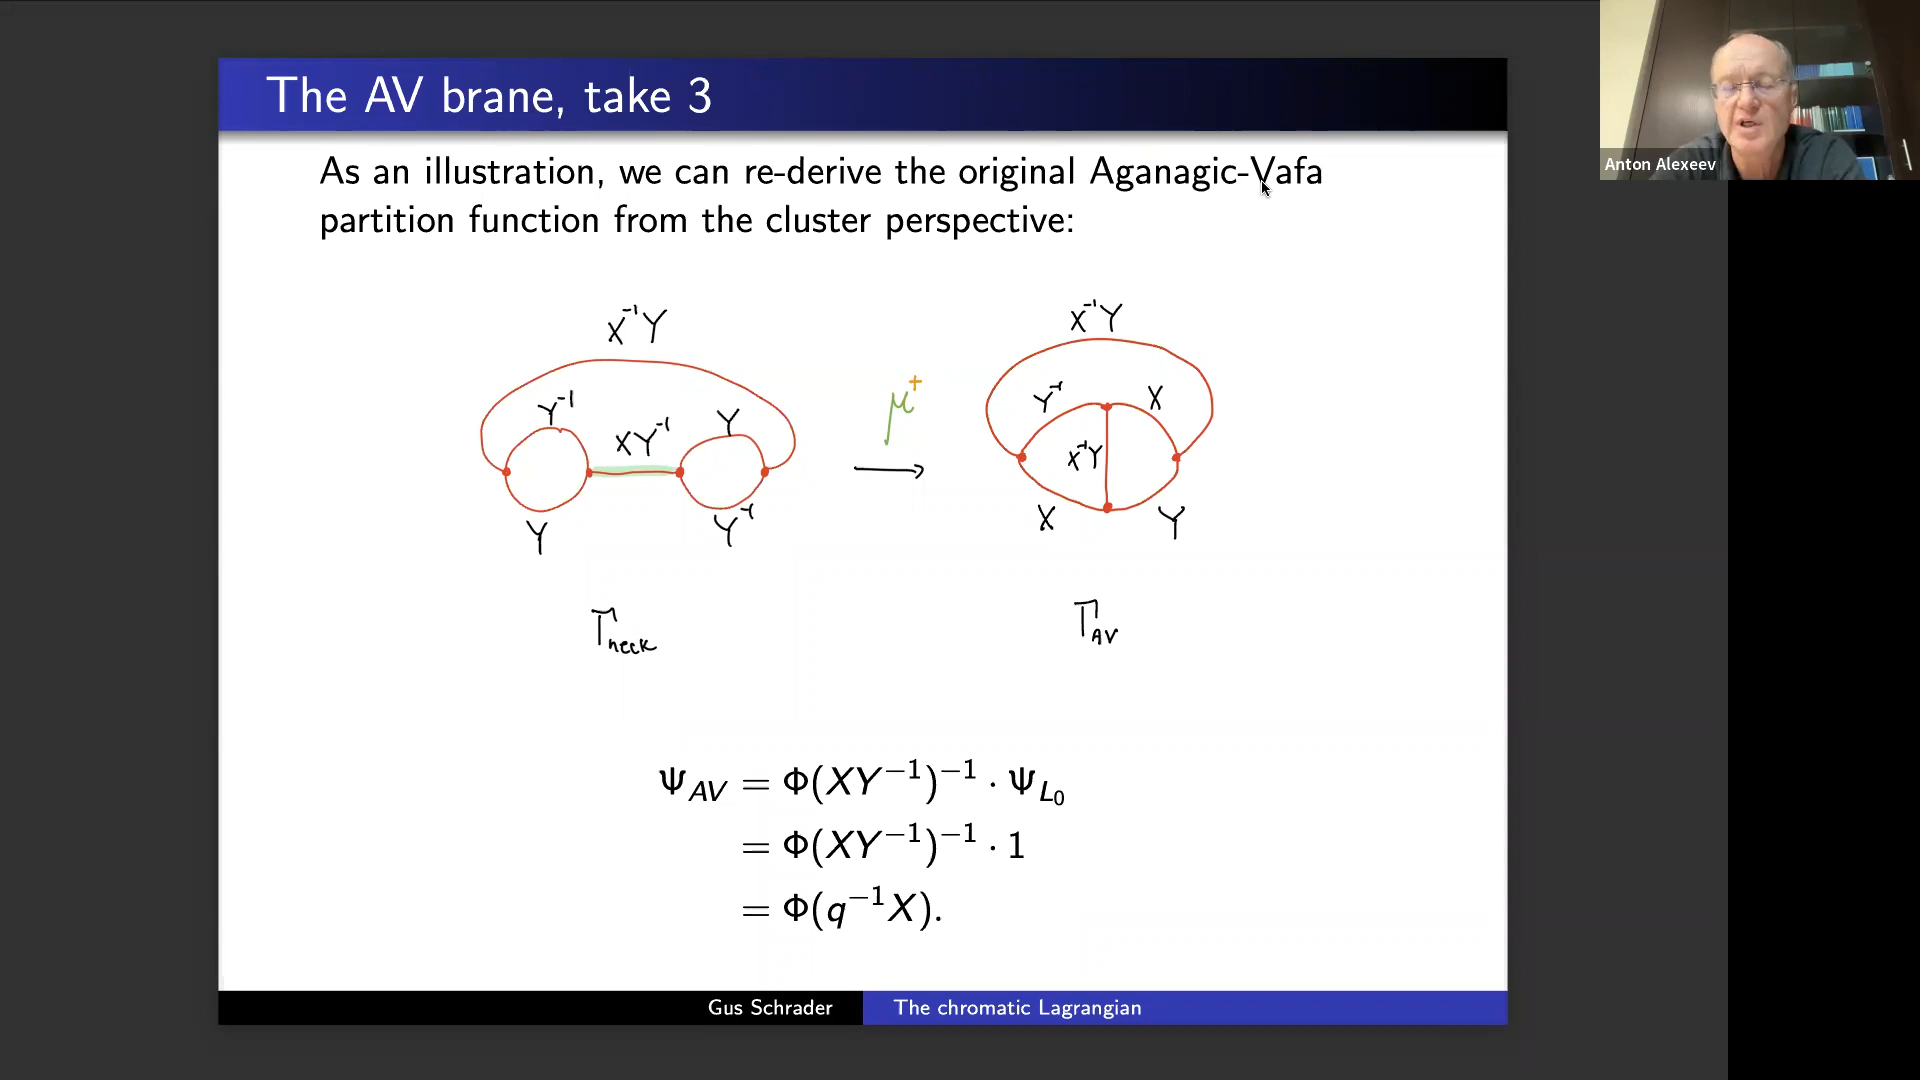 The AV brane, take 3
Anton Alexeev
As an illustration, we can re-derive the original Aganagic-Vafa
partition function from the cluster perspective:
X⁻¹Y
Y⁻¹
XY⁻¹
Y
Y
Y⁻¹
Γneck
μ⁺
X⁻¹Y
Y⁻¹
X
X⁻¹Y
X
Y
Γ_AV
Ψ_AV = Φ(XY⁻¹)⁻¹ · Ψ_L₀
= Φ(XY⁻¹)⁻¹ · 1
= Φ(q⁻¹X).
Gus Schrader
The chromatic Lagrangian